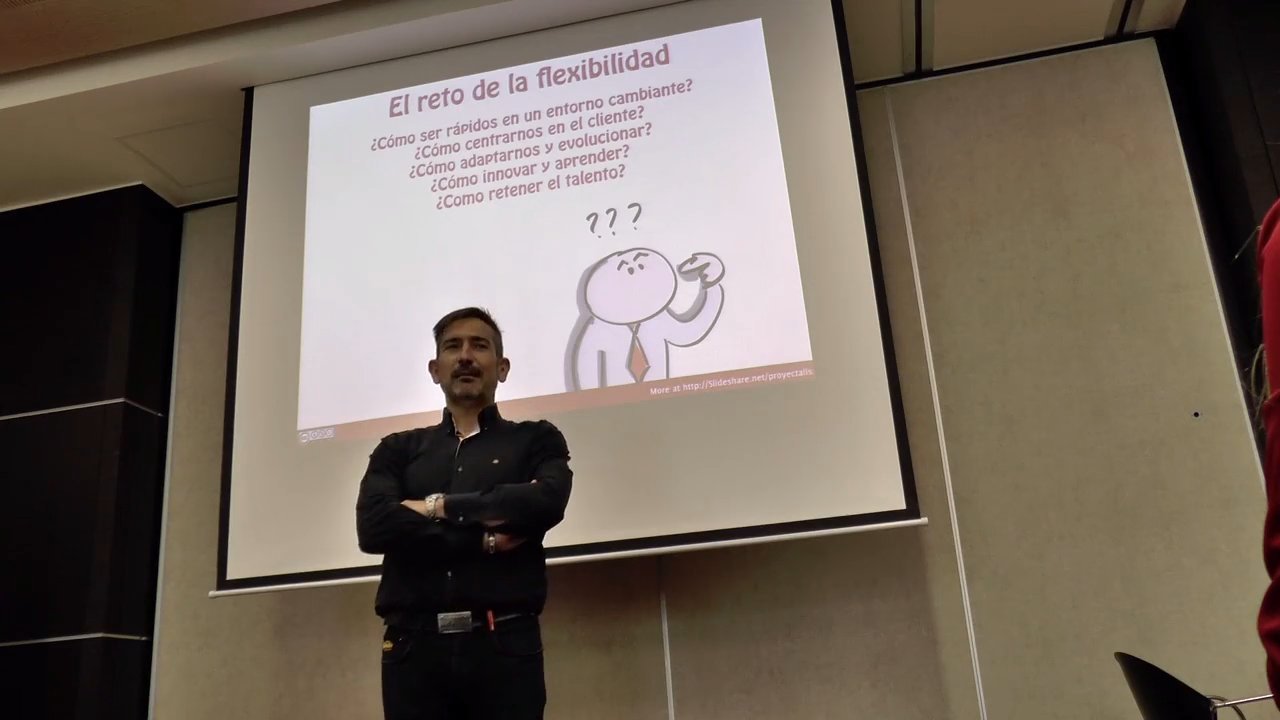 El reto de la flexibilidad
¿Cómo ser rápidos en un entorno cambiante?
¿Cómo centrarnos en el cliente?
¿Cómo adaptarnos y evolucionar?
¿Cómo innovar y aprender?
¿Como retener el talento?
? ? ?
More at http://Slideshare.net/proyectalis